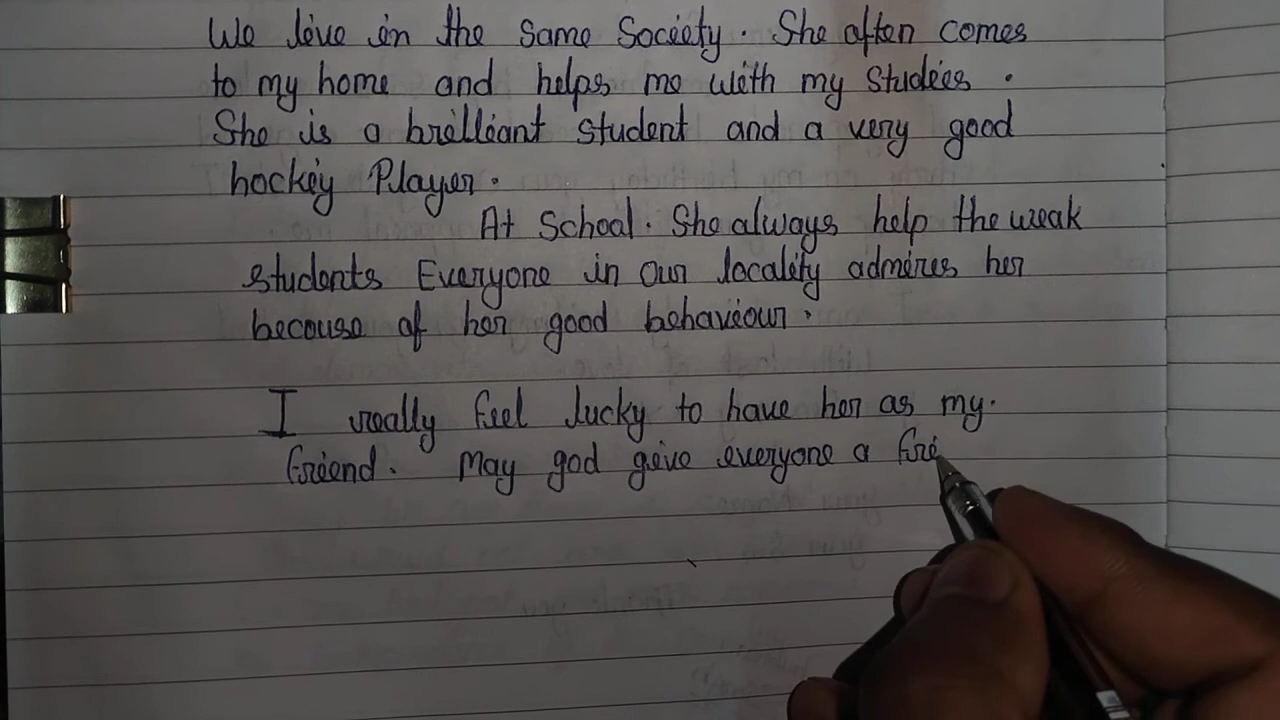 We live in the same Society. She often comes
to my home and helps me with my studies.
She is a brilliant student and a very good
hockey Player.
At School. She always help the weak
students Everyone in our locality admires her
because of her good behaviour.
I really feel lucky to have her as my.
friend. May god give everyone a fri